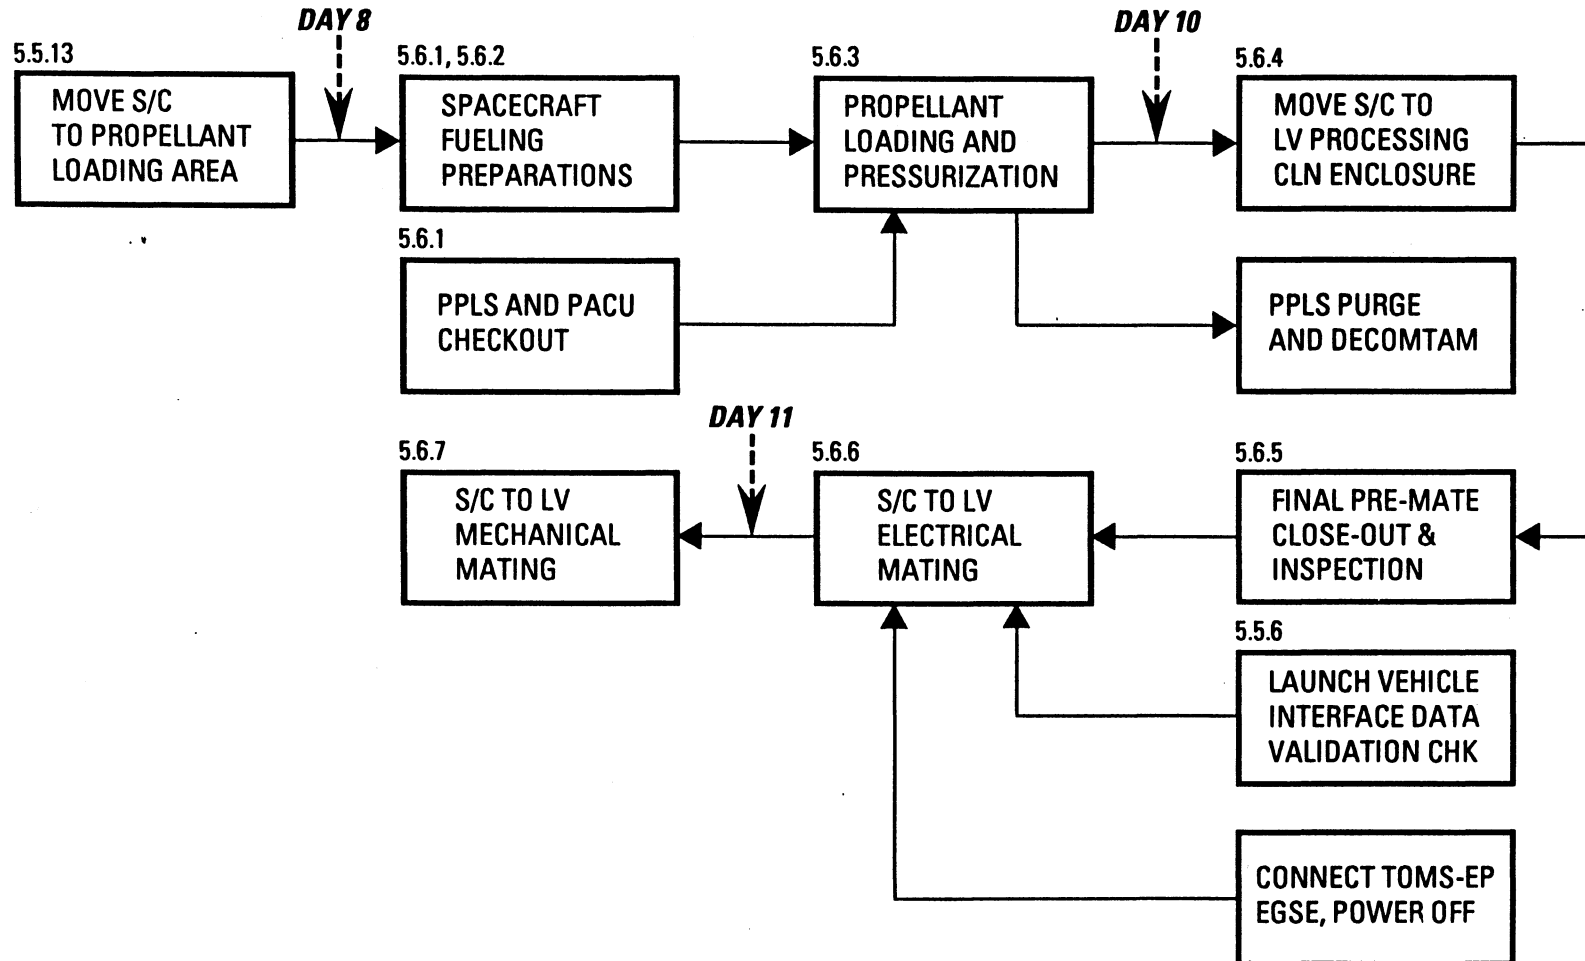 DAY 8
DAY 10
5.5.13
MOVE S/C
TO PROPELLANT
LOADING AREA
5.6.1, 5.6.2
SPACECRAFT
FUELING
PREPARATIONS
5.6.3
PROPELLANT
LOADING AND
PRESSURIZATION
5.6.4
MOVE S/C TO
LV PROCESSING
CLN ENCLOSURE
5.6.1
PPLS AND PACU
CHECKOUT
PPLS PURGE
AND DECOMTAM
DAY 11
5.6.7
S/C TO LV
MECHANICAL
MATING
5.6.6
S/C TO LV
ELECTRICAL
MATING
5.6.5
FINAL PRE-MATE
CLOSE-OUT &
INSPECTION
5.5.6
LAUNCH VEHICLE
INTERFACE DATA
VALIDATION CHK
CONNECT TOMS-EP
EGSE, POWER OFF